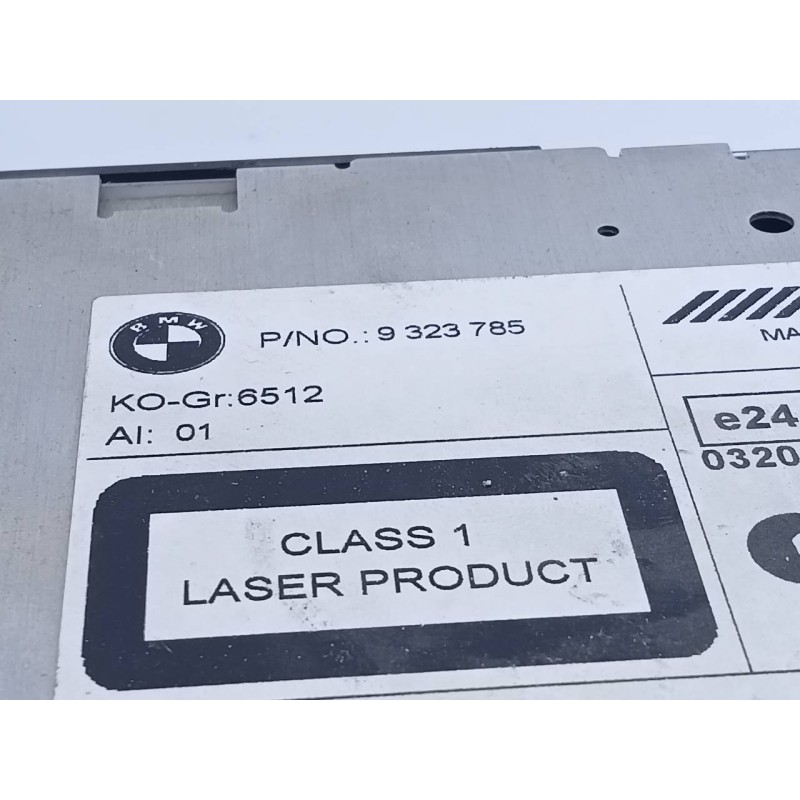 BMW
P/NO.: 9 323 785
KO-Gr:6512
AI: 01
CLASS 1
LASER PRODUCT
MA
e24
0320